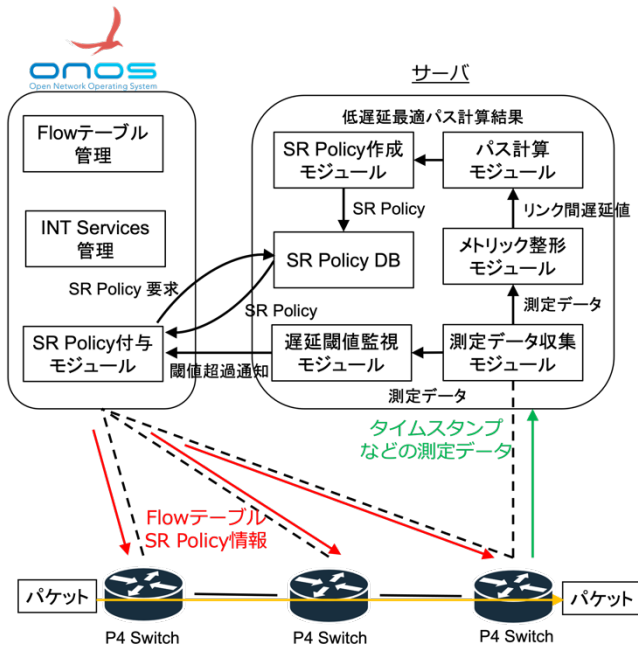 onos
Open Network Operating System
サーバ
Flowテーブル
管理
INT Services
管理
SR Policy 要求
SR Policy
SR Policy付与
モジュール
閾値超過通知
低遅延最適パス計算結果
SR Policy作成
モジュール
パス計算
モジュール
SR Policy
リンク間遅延値
SR Policy DB
メトリック整形
モジュール
測定データ
遅延閾値監視
モジュール
測定データ収集
モジュール
測定データ
タイムスタンプ
などの測定データ
Flowテーブル
SR Policy情報
パケット
パケット
P4 Switch
P4 Switch
P4 Switch